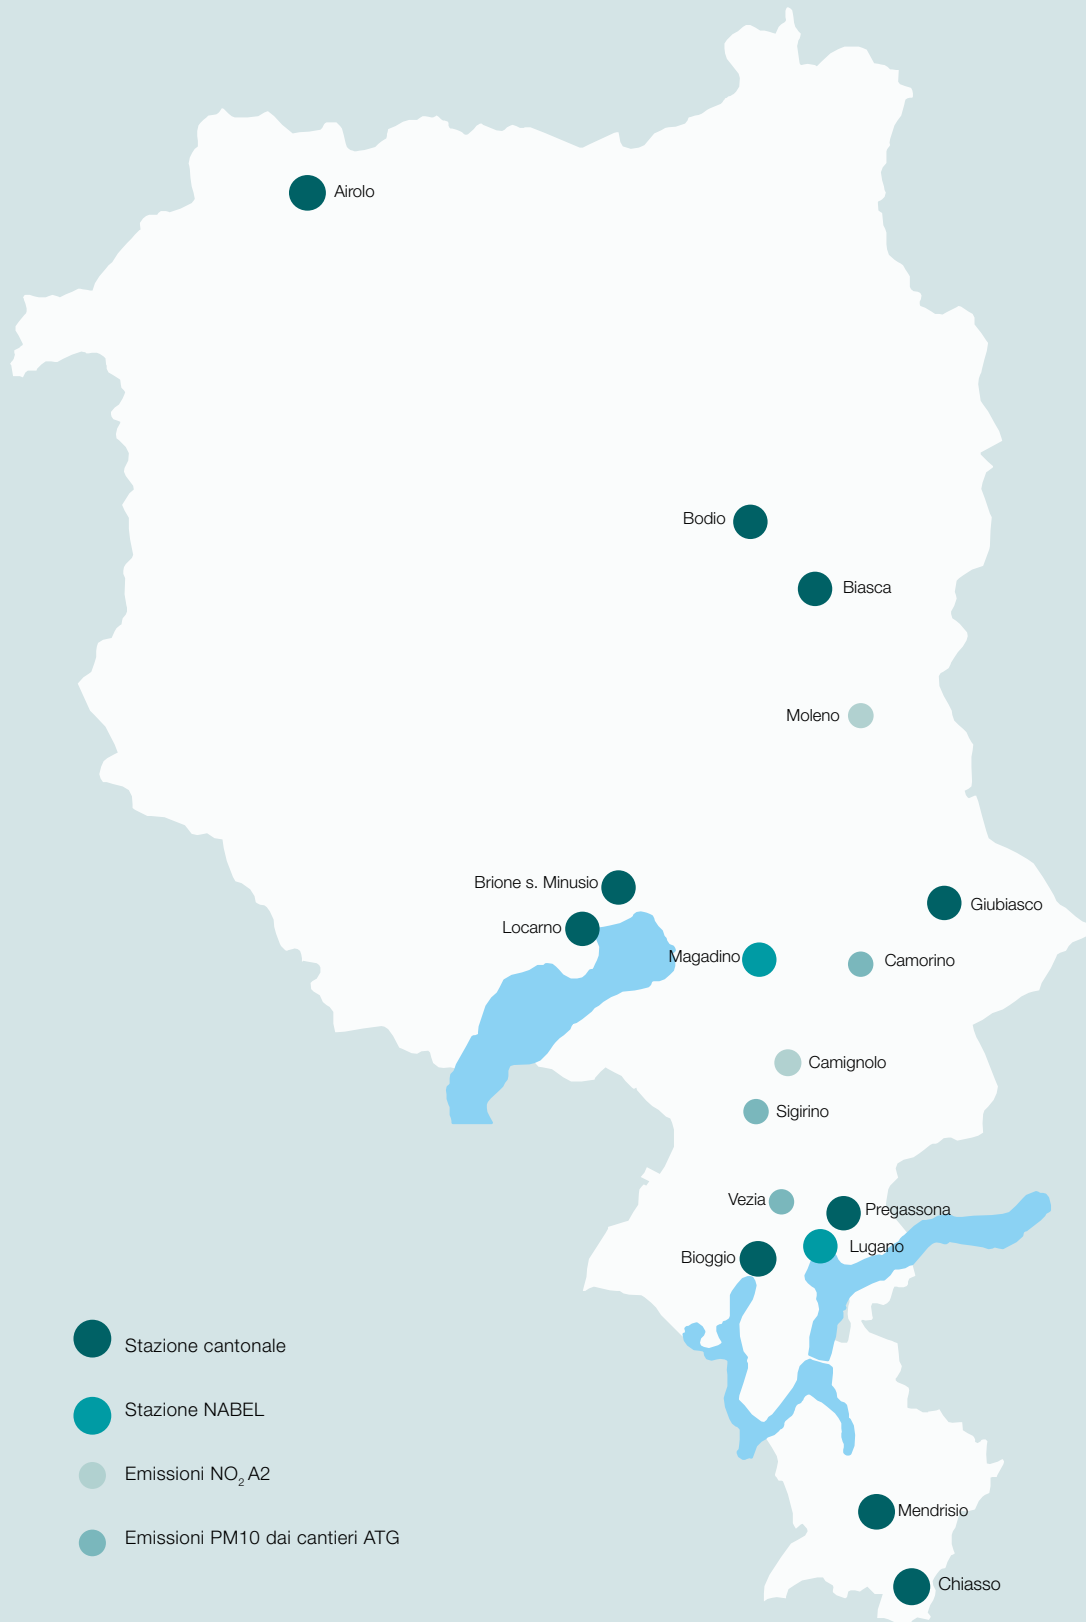 Airolo
Bodio
Biasca
Moleno
Brione s. Minusio
Giubiasco
Locarno
Magadino
Camorino
Camignolo
Sigirino
Vezia
Pregassona
Lugano
Bioggio
Stazione cantonale
Stazione NABEL
Emissioni NO₂ A2
Mendrisio
Emissioni PM10 dai cantieri ATG
Chiasso